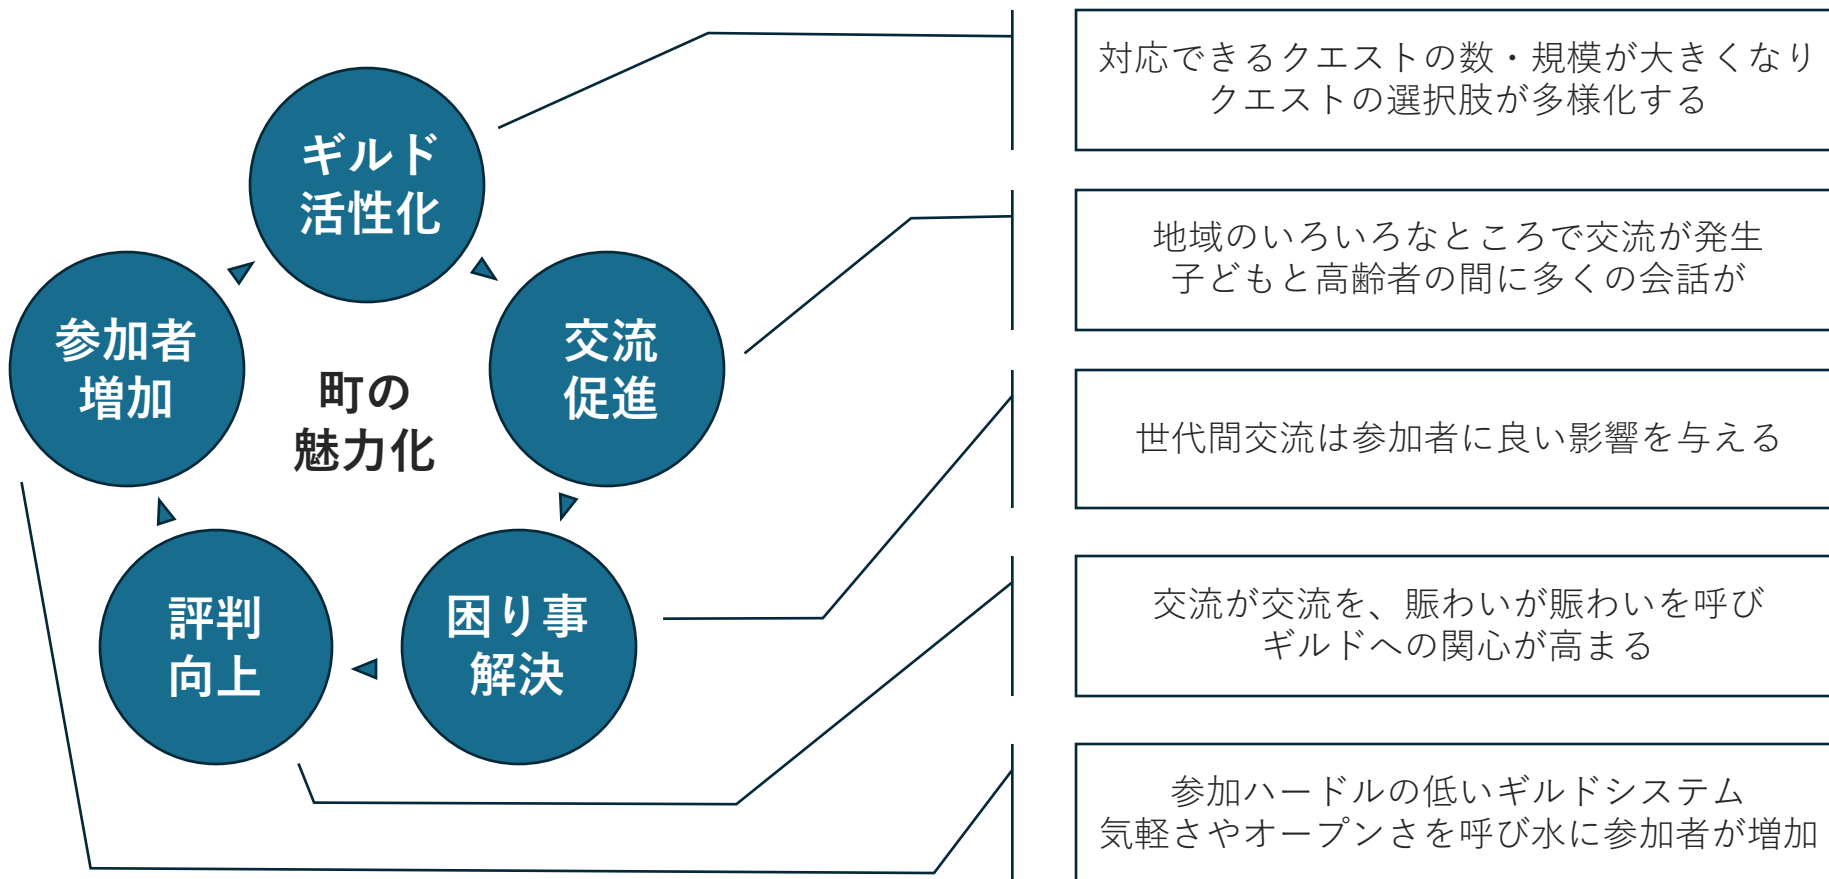 ギルド
活性化
交流
促進
困り事
解決
評判
向上
参加者
増加
町の
魅力化
対応できるクエストの数・規模が大きくなり
クエストの選択肢が多様化する
地域のいろいろなところで交流が発生
子どもと高齢者の間に多くの会話が
世代間交流は参加者に良い影響を与える
交流が交流を、賑わいが賑わいを呼び
ギルドへの関心が高まる
参加ハードルの低いギルドシステム
気軽さやオープンさを呼び水に参加者が増加